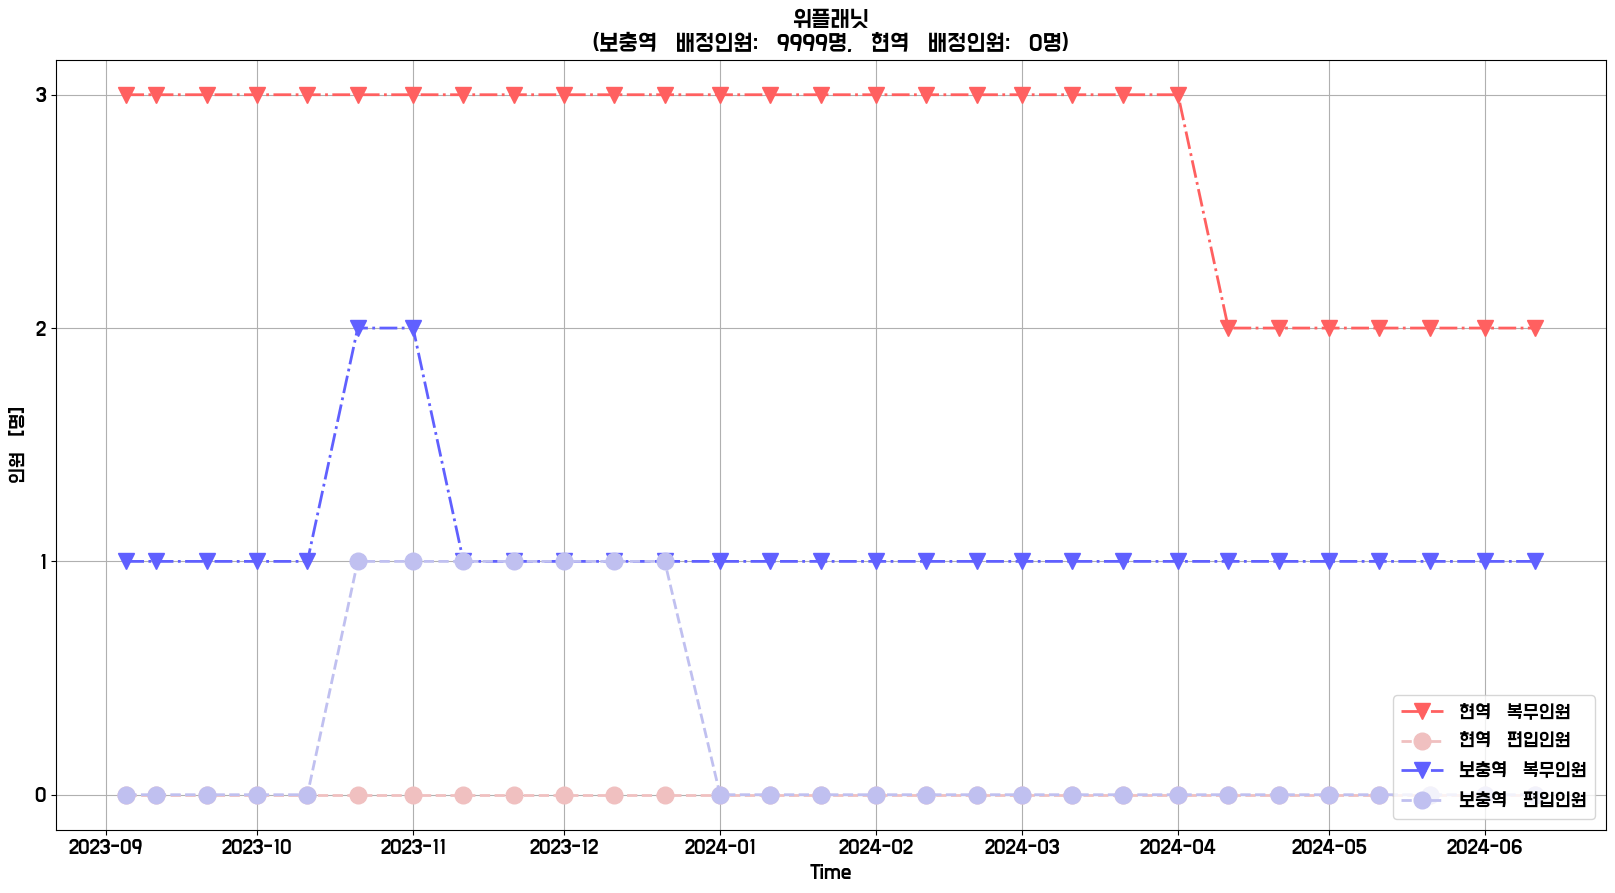 위플래닛
(보충역 배정인원: 9999명, 현역 배정인원: 0명)
3
2
1
0
인원 [명]
2023-09 2023-10 2023-11 2023-12 2024-01 2024-02 2024-03 2024-04 2024-05 2024-06
Time
현역 복무인원
현역 편입인원
보충역 복무인원
보충역 편입인원